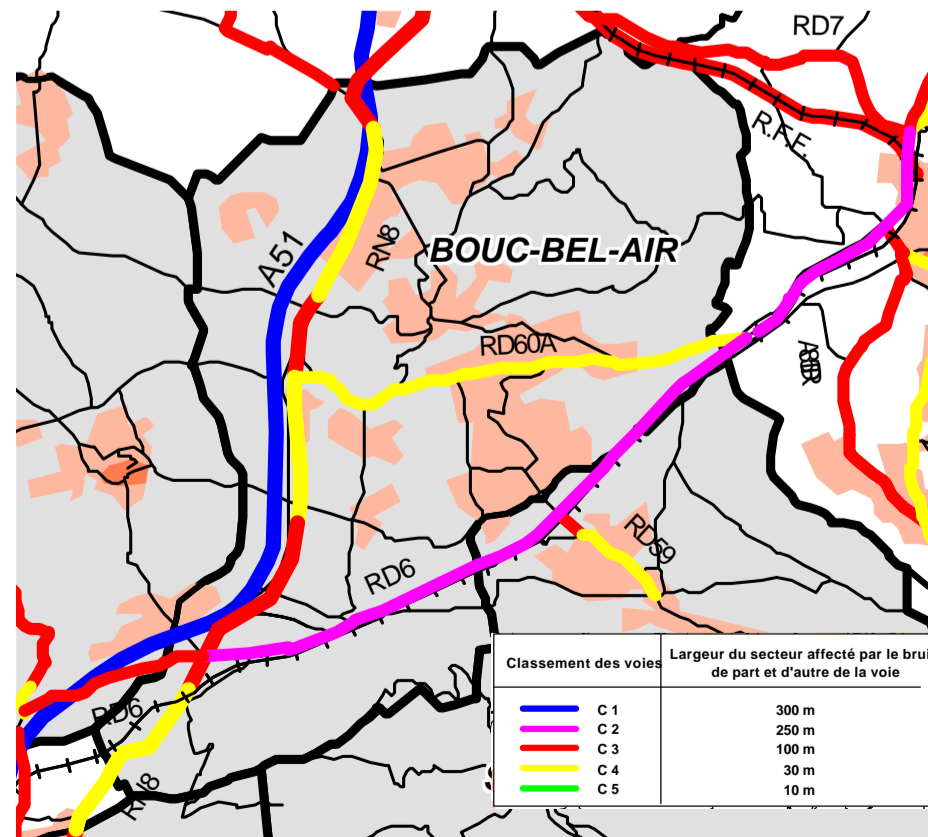 RD7
R.F.F.
A51
RN8
BOUC-BEL-AIR
RD60A
RD59
RD6
RD6
RN8
Classement des voies
Largeur du secteur affecté par le brui
de part et d'autre de la voie
C 1 300 m
C 2 250 m
C 3 100 m
C 4 30 m
C 5 10 m